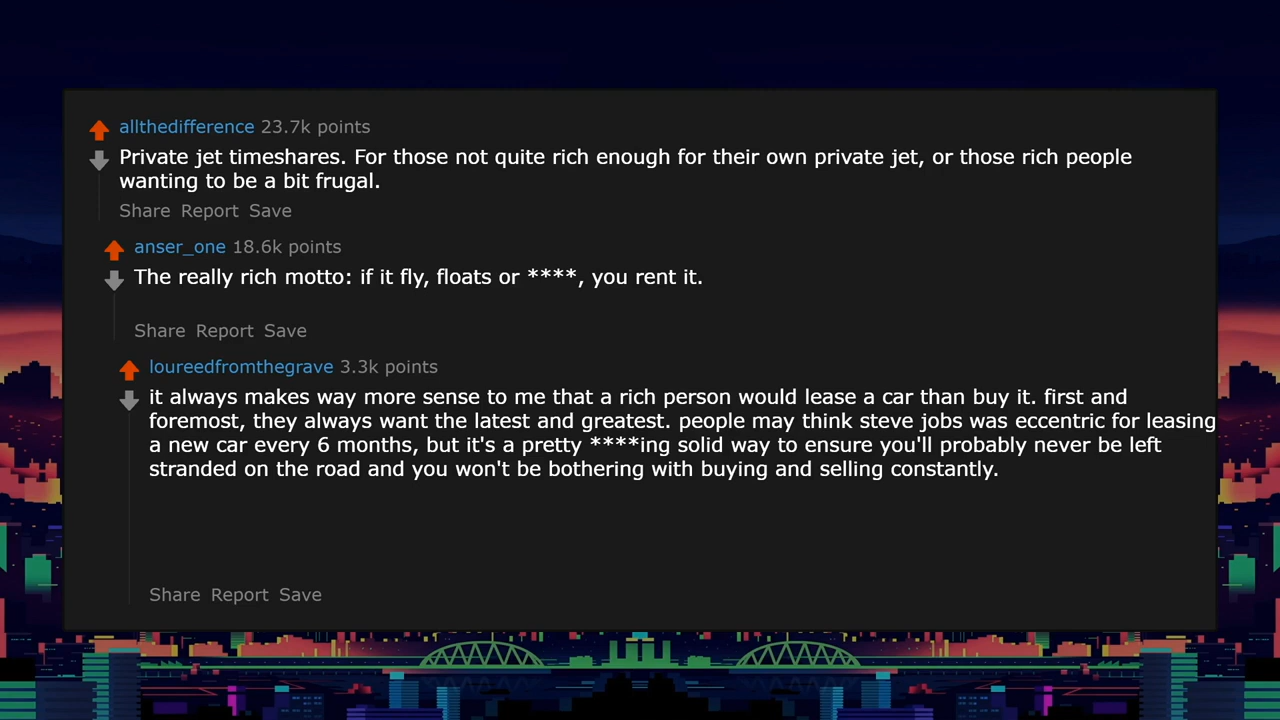 allthedifference 23.7k points
Private jet timeshares. For those not quite rich enough for their own private jet, or those rich people
wanting to be a bit frugal.
Share Report Save
anser_one 18.6k points
The really rich motto: if it fly, floats or ****, you rent it.
Share Report Save
loureedfromthegrave 3.3k points
it always makes way more sense to me that a rich person would lease a car than buy it. first and
foremost, they always want the latest and greatest. people may think steve jobs was eccentric for leasing
a new car every 6 months, but it's a pretty ****ing solid way to ensure you'll probably never be left
stranded on the road and you won't be bothering with buying and selling constantly.
Share Report Save